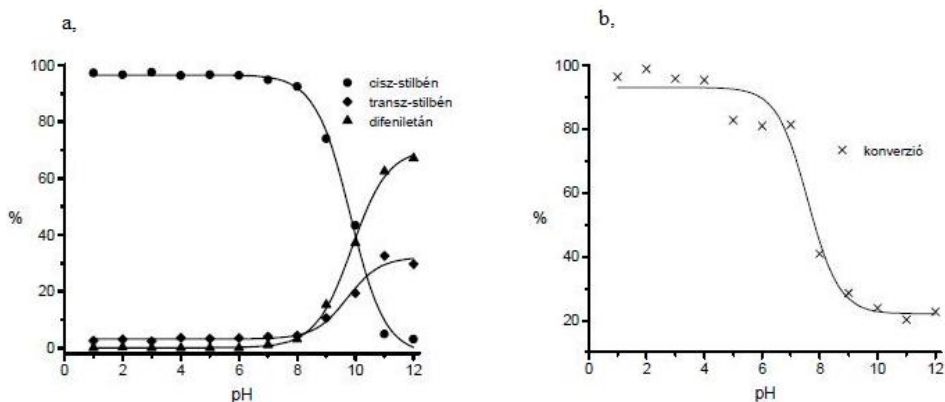 a,
100
80
60
40
20
0
%
0 2 4 6 8 10 12
pH
cisz-stilbén
transz-stilbén
difeniletán
b,
100
80
60
40
20
%
0 2 4 6 8 10 12
pH
konverzió